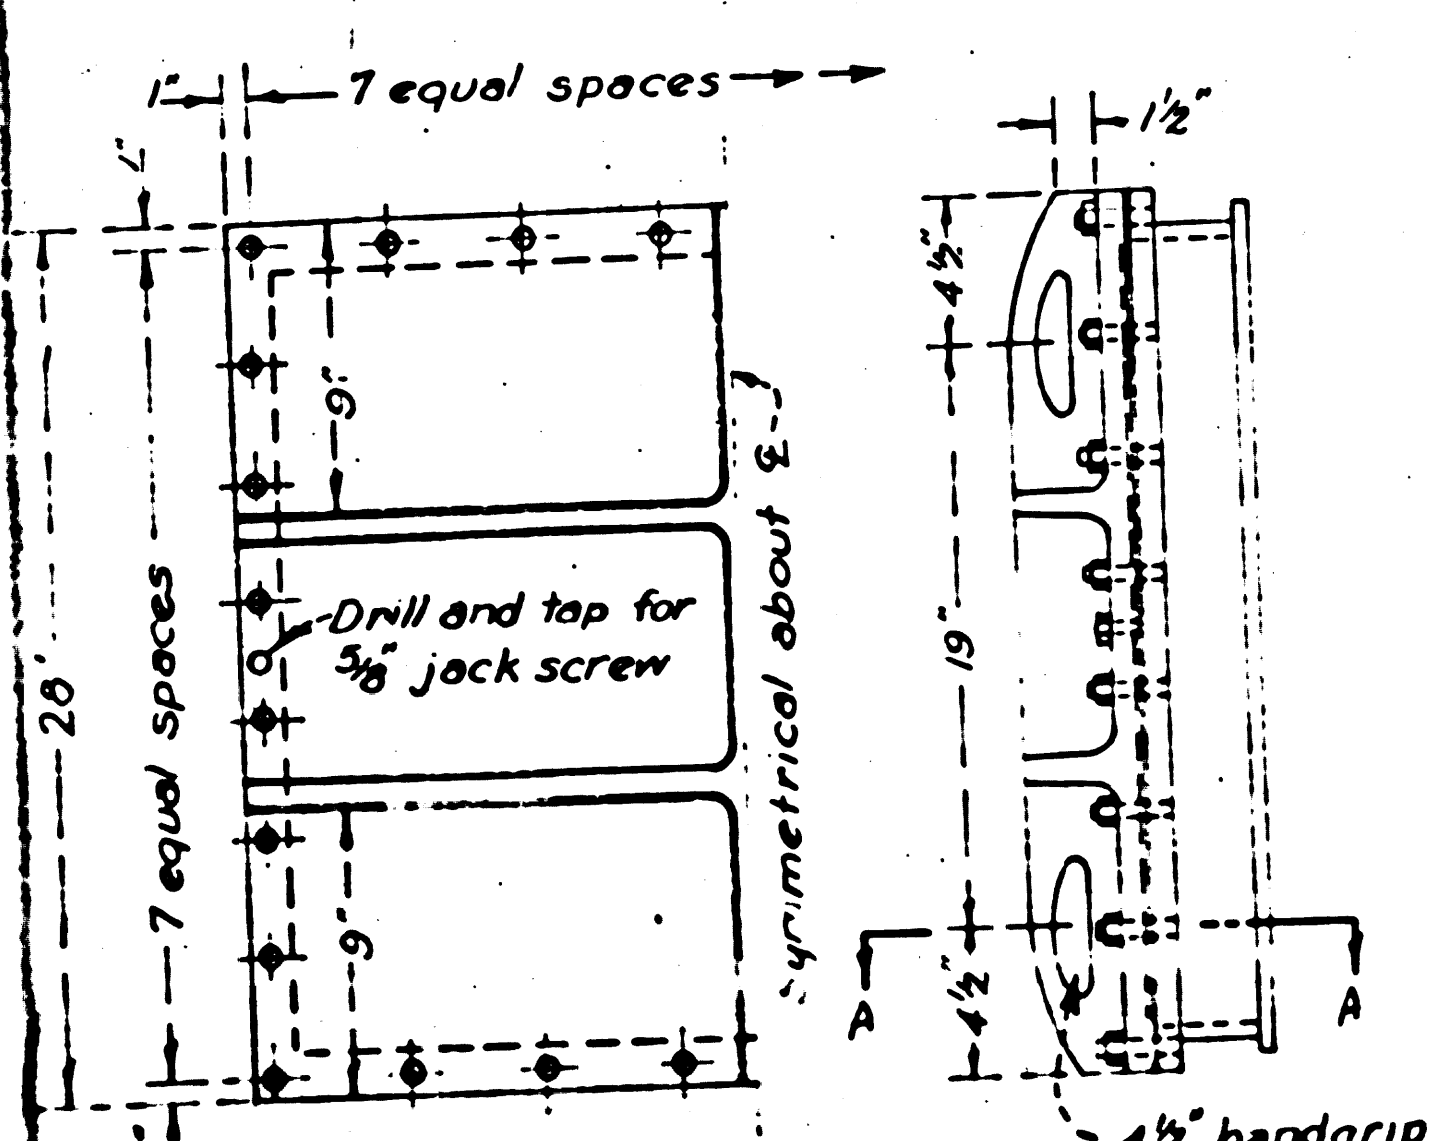 1"
7 equal spaces
1½"
1"
4½"
9"
℄
28'
7 equal spaces
Drill and tap for
⅝" jack screw
Symmetrical about
19"
9"
4½"
A
A
4½" handgrip